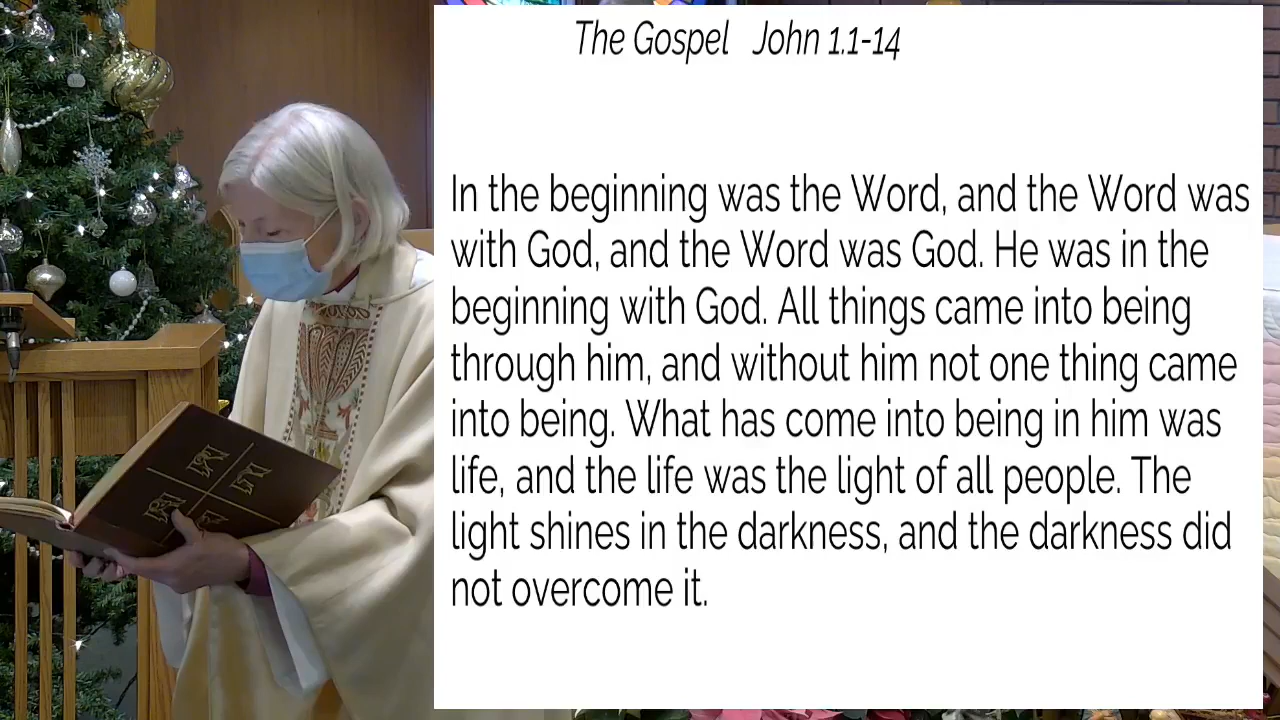 The Gospel John 1.1-14
In the beginning was the Word, and the Word was
with God, and the Word was God. He was in the
beginning with God. All things came into being
through him, and without him not one thing came
into being. What has come into being in him was
life, and the life was the light of all people. The
light shines in the darkness, and the darkness did
not overcome it.